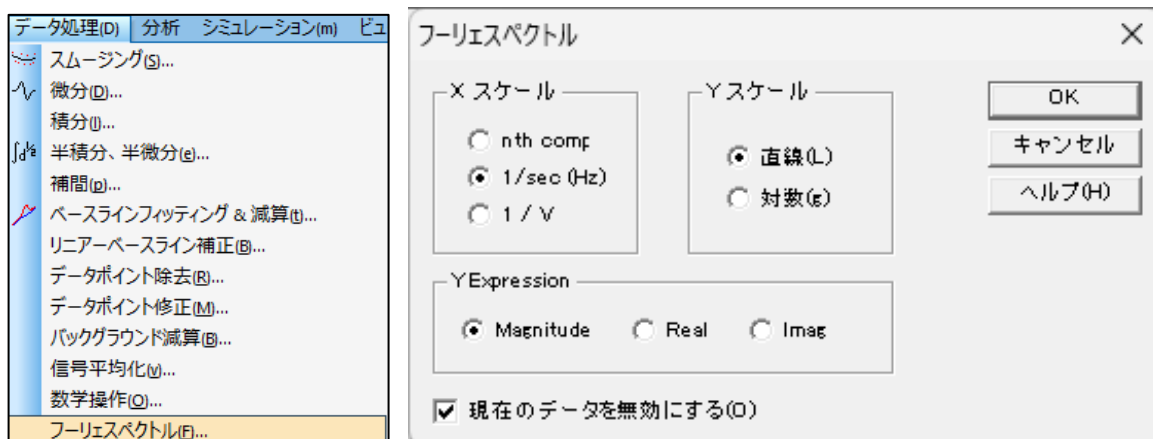 データ処理(D) 分析 シミュレーション(m) ビュ
スムージング(S)...
微分(D)...
積分(I)...
半積分、半微分(e)...
補間(p)...
ベースラインフィッティング & 減算(t)...
リニアーベースライン補正(B)...
データポイント除去(R)...
データポイント修正(M)...
バックグラウンド減算(B)...
信号平均化(v)...
数学操作(O)...
フーリェスペクトル(F)...
フーリェスペクトル
X スケール
nth comp
1/sec (Hz)
1 / V
Y スケール
直線(L)
対数(g)
OK
キャンセル
ヘルプ(H)
Y Expression
Magnitude Real Imag
現在のデータを無効にする(O)